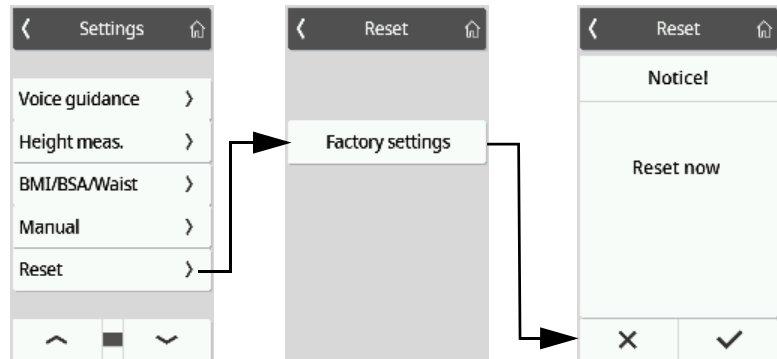 Settings
Voice guidance
Height meas.
BMI/BSA/Waist
Manual
Reset
Reset
Factory settings
Reset
Notice!
Reset now